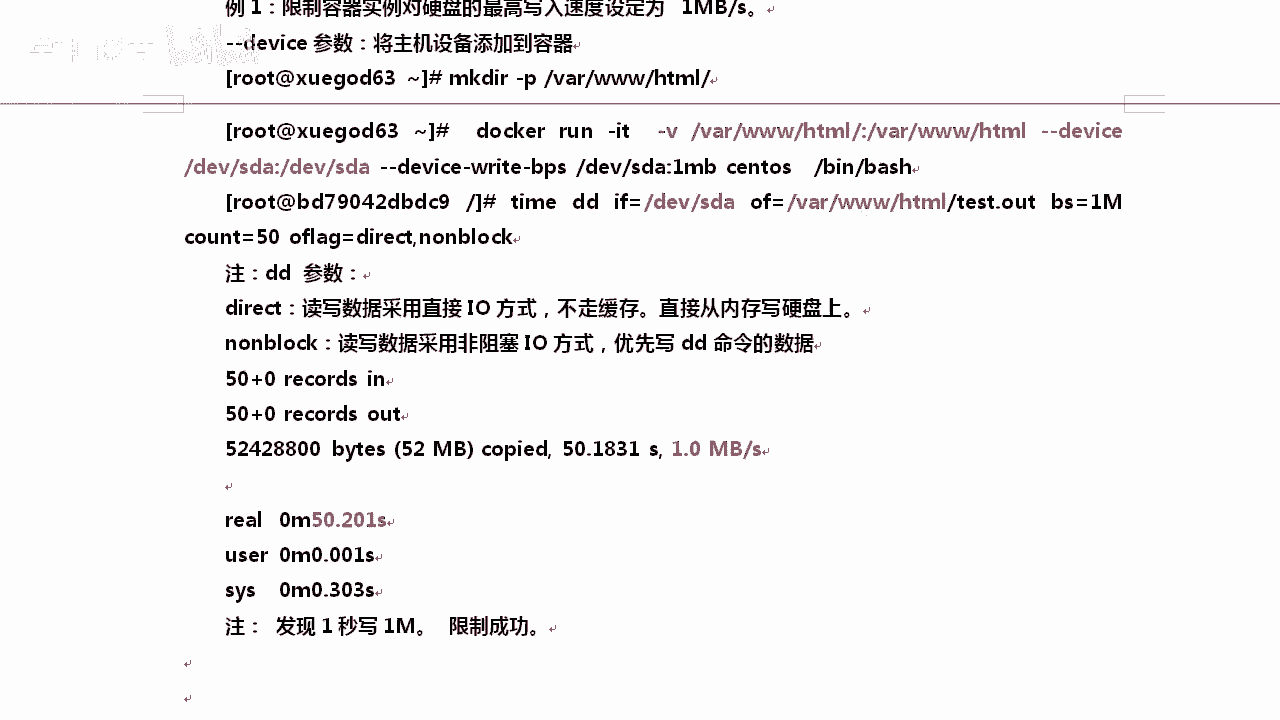 例1：限制容器实例对硬盘的最高写入速度设定为 1MB/s。
--device 参数：将主机设备添加到容器
[root@xuegod63 ~]# mkdir -p /var/www/html/
[root@xuegod63 ~]# docker run -it -v /var/www/html/:/var/www/html --device
/dev/sda:/dev/sda --device-write-bps /dev/sda:1mb centos /bin/bash
[root@bd79042dbdc9 /]# time dd if=/dev/sda of=/var/www/html/test.out bs=1M
count=50 oflag=direct,nonblock
注：dd 参数：
direct：读写数据采用直接 IO 方式，不走缓存。直接从内存写硬盘上。
nonblock：读写数据采用非阻塞 IO 方式，优先写 dd 命令的数据
50+0 records in
50+0 records out
52428800 bytes (52 MB) copied, 50.1831 s, 1.0 MB/s
real 0m50.201s
user 0m0.001s
sys 0m0.303s
注： 发现 1 秒写 1M。 限制成功。